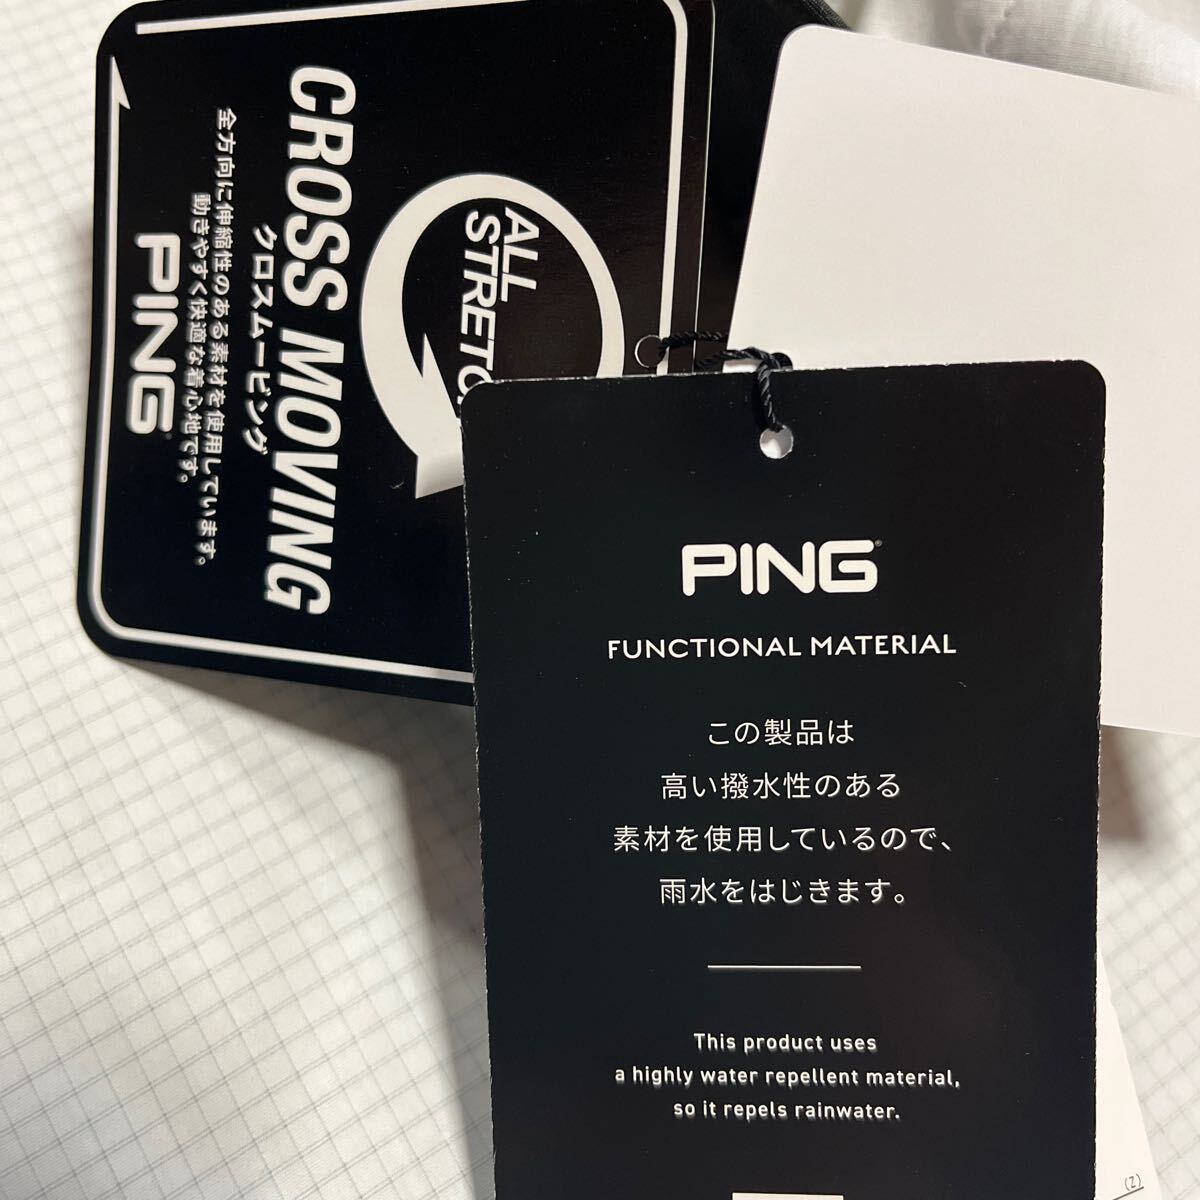 ALL
STRETC
CROSS MOVING
クロスムービング
全方向に伸縮性のある素材を使用しています。
動きやすく快適な着心地です。
PING
PING®
FUNCTIONAL MATERIAL
この製品は
高い撥水性のある
素材を使用しているので、
雨水をはじきます。
This product uses
a highly water repellent material,
so it repels rainwater.
(2)